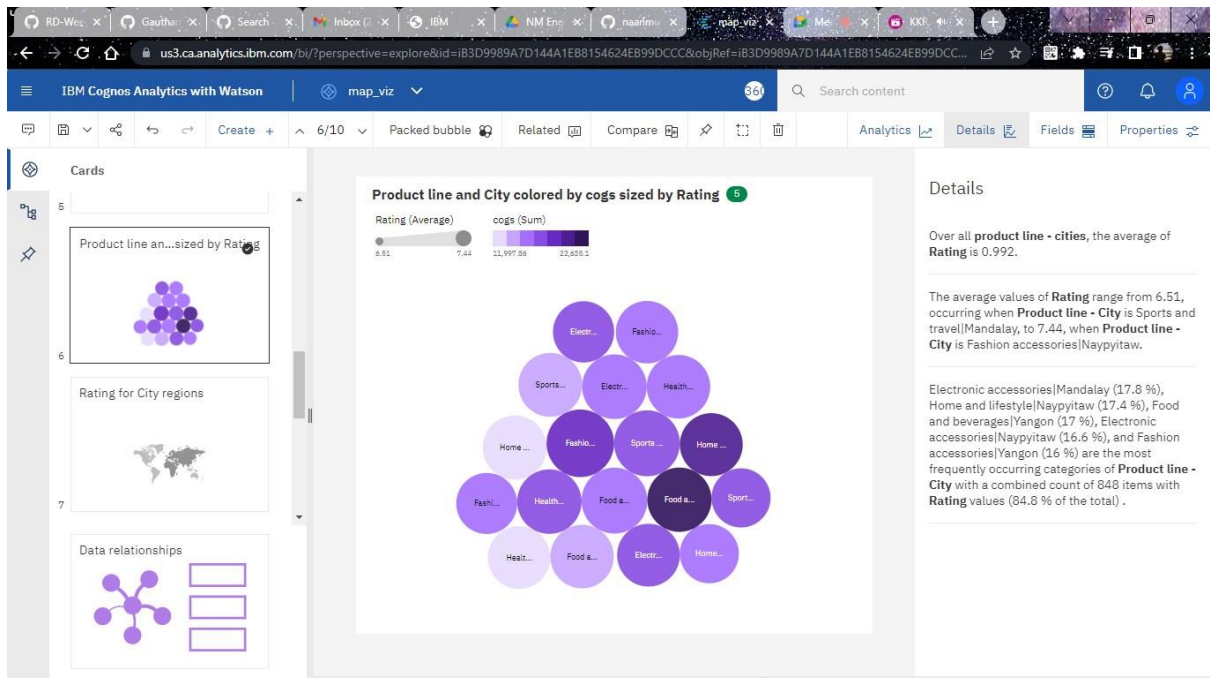 RD-Wee
Gauthar
Search
Inbox (2
IBM
NM Eng
naarimu
map_viz
Mee
KKR,
us3.ca.analytics.ibm.com/bi/?perspective=explore&id=iB3D9989A7D144A1EB8154624EB99DCCC&objRef=iB3D9989A7D144A1EB8154624EB99DCC...
IBM Cognos Analytics with Watson
map_viz
360
Search content
Create +
6/10
Packed bubble
Related
Compare
Analytics
Details
Fields
Properties
Cards
5
Product line an...sized by Rating
6
Rating for City regions
7
Data relationships
Product line and City colored by cogs sized by Rating 5
Rating (Average)
cogs (Sum)
6.51
7.44
11,997.86
22,635.1
Electr...
Fashio...
Sports...
Electr...
Health...
Home ...
Fashio...
Sports ...
Home ...
Fashi...
Health...
Food a...
Food a...
Sport...
Healt...
Food a...
Electr...
Home...
Details
Over all product line - cities, the average of
Rating is 0.992.
The average values of Rating range from 6.51,
occurring when Product line - City is Sports and
travel|Mandalay, to 7.44, when Product line -
City is Fashion accessories|Naypyitaw.
Electronic accessories|Mandalay (17.8 %),
Home and lifestyle|Naypyitaw (17.4 %), Food
and beverages|Yangon (17 %), Electronic
accessories|Naypyitaw (16.6 %), and Fashion
accessories|Yangon (16 %) are the most
frequently occurring categories of Product line -
City with a combined count of 848 items with
Rating values (84.8 % of the total) .